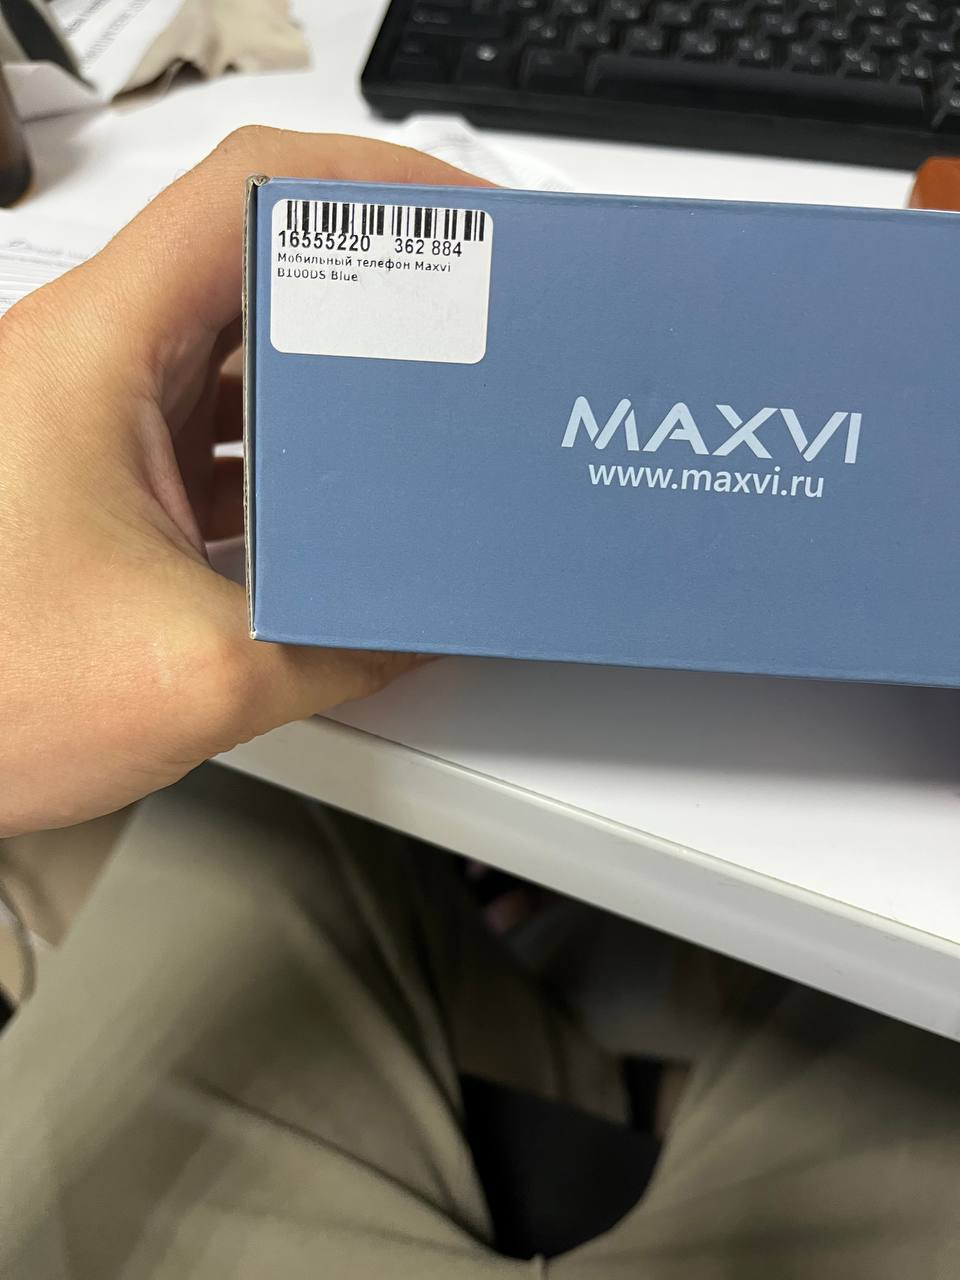 16555220 362 884
Мобильный телефон Maxvi
B100DS Blue
MAXVI
www.maxvi.ru